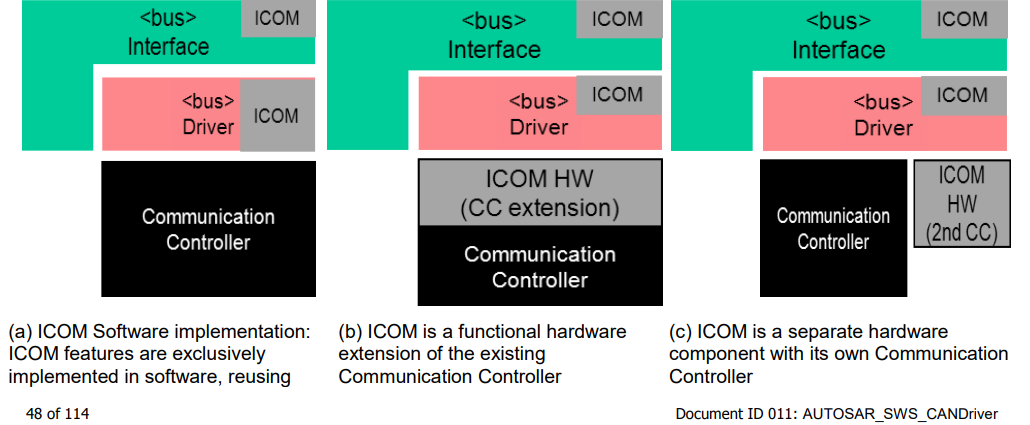 <bus>
Interface
ICOM
<bus>
Driver
ICOM
Communication
Controller
<bus>
Interface
ICOM
<bus>
Driver
ICOM
ICOM HW
(CC extension)
Communication
Controller
<bus>
Interface
ICOM
<bus>
Driver
ICOM
Communication
Controller
ICOM
HW
(2nd CC)
(a) ICOM Software implementation:
ICOM features are exclusively
implemented in software, reusing
(b) ICOM is a functional hardware
extension of the existing
Communication Controller
(c) ICOM is a separate hardware
component with its own Communication
Controller
48 of 114
Document ID 011: AUTOSAR_SWS_CANDriver